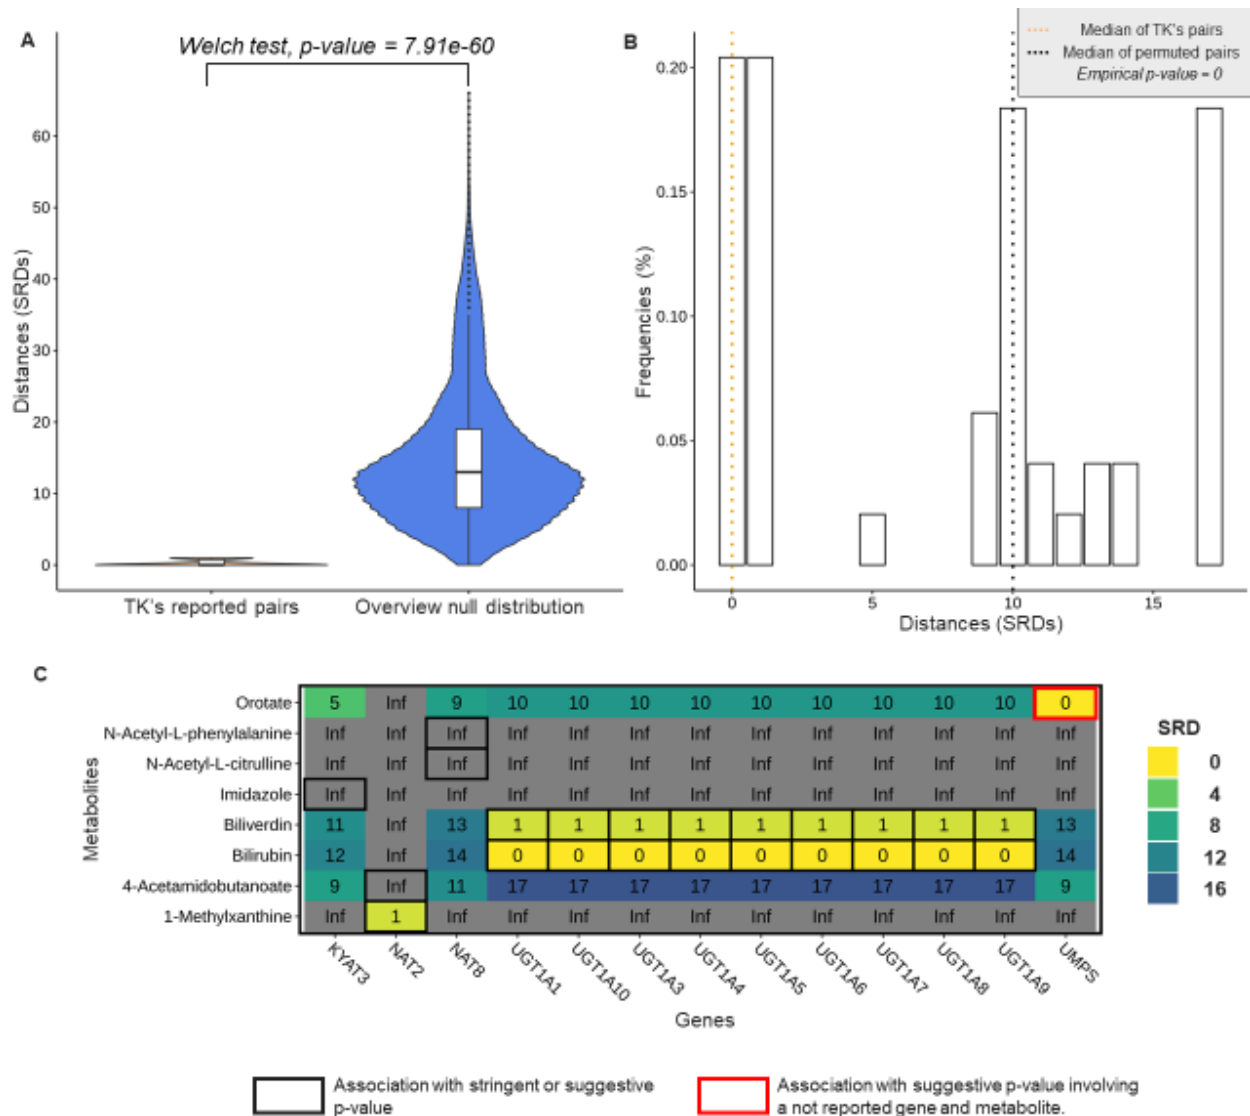 A
Welch test, p-value = 7.91e-60
Distances (SRDs)
60
50
40
30
20
10
0
TK's reported pairs
Overview null distribution
B
Median of TK's pairs
Median of permuted pairs
Empirical p-value = 0
Frequencies (%)
0.20
0.15
0.10
0.05
0.00
0 5 10 15
Distances (SRDs)
C
Metabolites
Orotate 5 Inf 9 10 10 10 10 10 10 10 10 10 0
N-Acetyl-L-phenylalanine Inf Inf Inf Inf Inf Inf Inf Inf Inf Inf Inf Inf Inf
N-Acetyl-L-citrulline Inf Inf Inf Inf Inf Inf Inf Inf Inf Inf Inf Inf Inf
Imidazole Inf Inf Inf Inf Inf Inf Inf Inf Inf Inf Inf Inf Inf
Biliverdin 11 Inf 13 1 1 1 1 1 1 1 1 1 13
Bilirubin 12 Inf 14 0 0 0 0 0 0 0 0 0 14
4-Acetamidobutanoate 9 Inf 11 17 17 17 17 17 17 17 17 17 9
1-Methylxanthine Inf 1 Inf Inf Inf Inf Inf Inf Inf Inf Inf Inf Inf
KYAT3 NAT2 NAT8 UGT1A1 UGT1A10 UGT1A3 UGT1A4 UGT1A5 UGT1A6 UGT1A7 UGT1A8 UGT1A9 UMPS
Genes
SRD
0
4
8
12
16
Association with stringent or suggestive
p-value
Association with suggestive p-value involving
a not reported gene and metabolite.